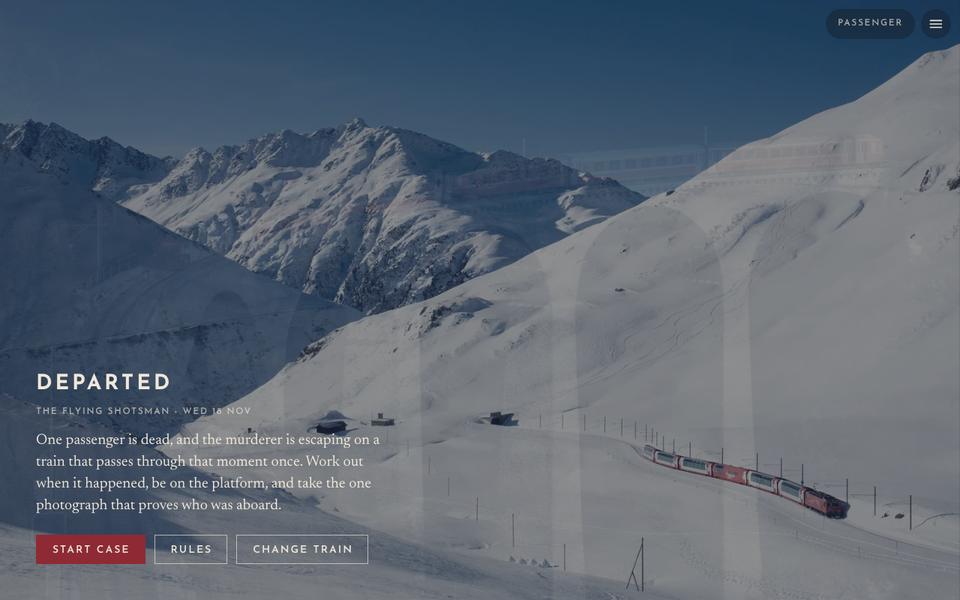 PASSENGER
DEPARTED
THE FLYING SHOTSMAN · WED 18 NOV
One passenger is dead, and the murderer is escaping on a
train that passes through that moment once. Work out
when it happened, be on the platform, and take the one
photograph that proves who was aboard.
START CASE
RULES
CHANGE TRAIN